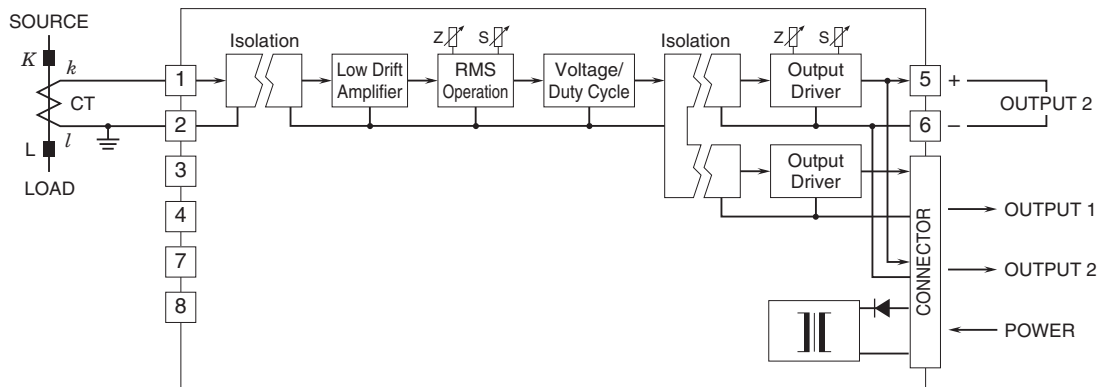 SOURCE
K
k
CT
l
L
LOAD
1
2
3
4
7
8
Isolation
Low Drift
Amplifier
Z
S
RMS
Operation
Voltage/
Duty Cycle
Isolation
Z
S
Output
Driver
Output
Driver
5
+
6
−
OUTPUT 2
CONNECTOR
OUTPUT 1
OUTPUT 2
POWER